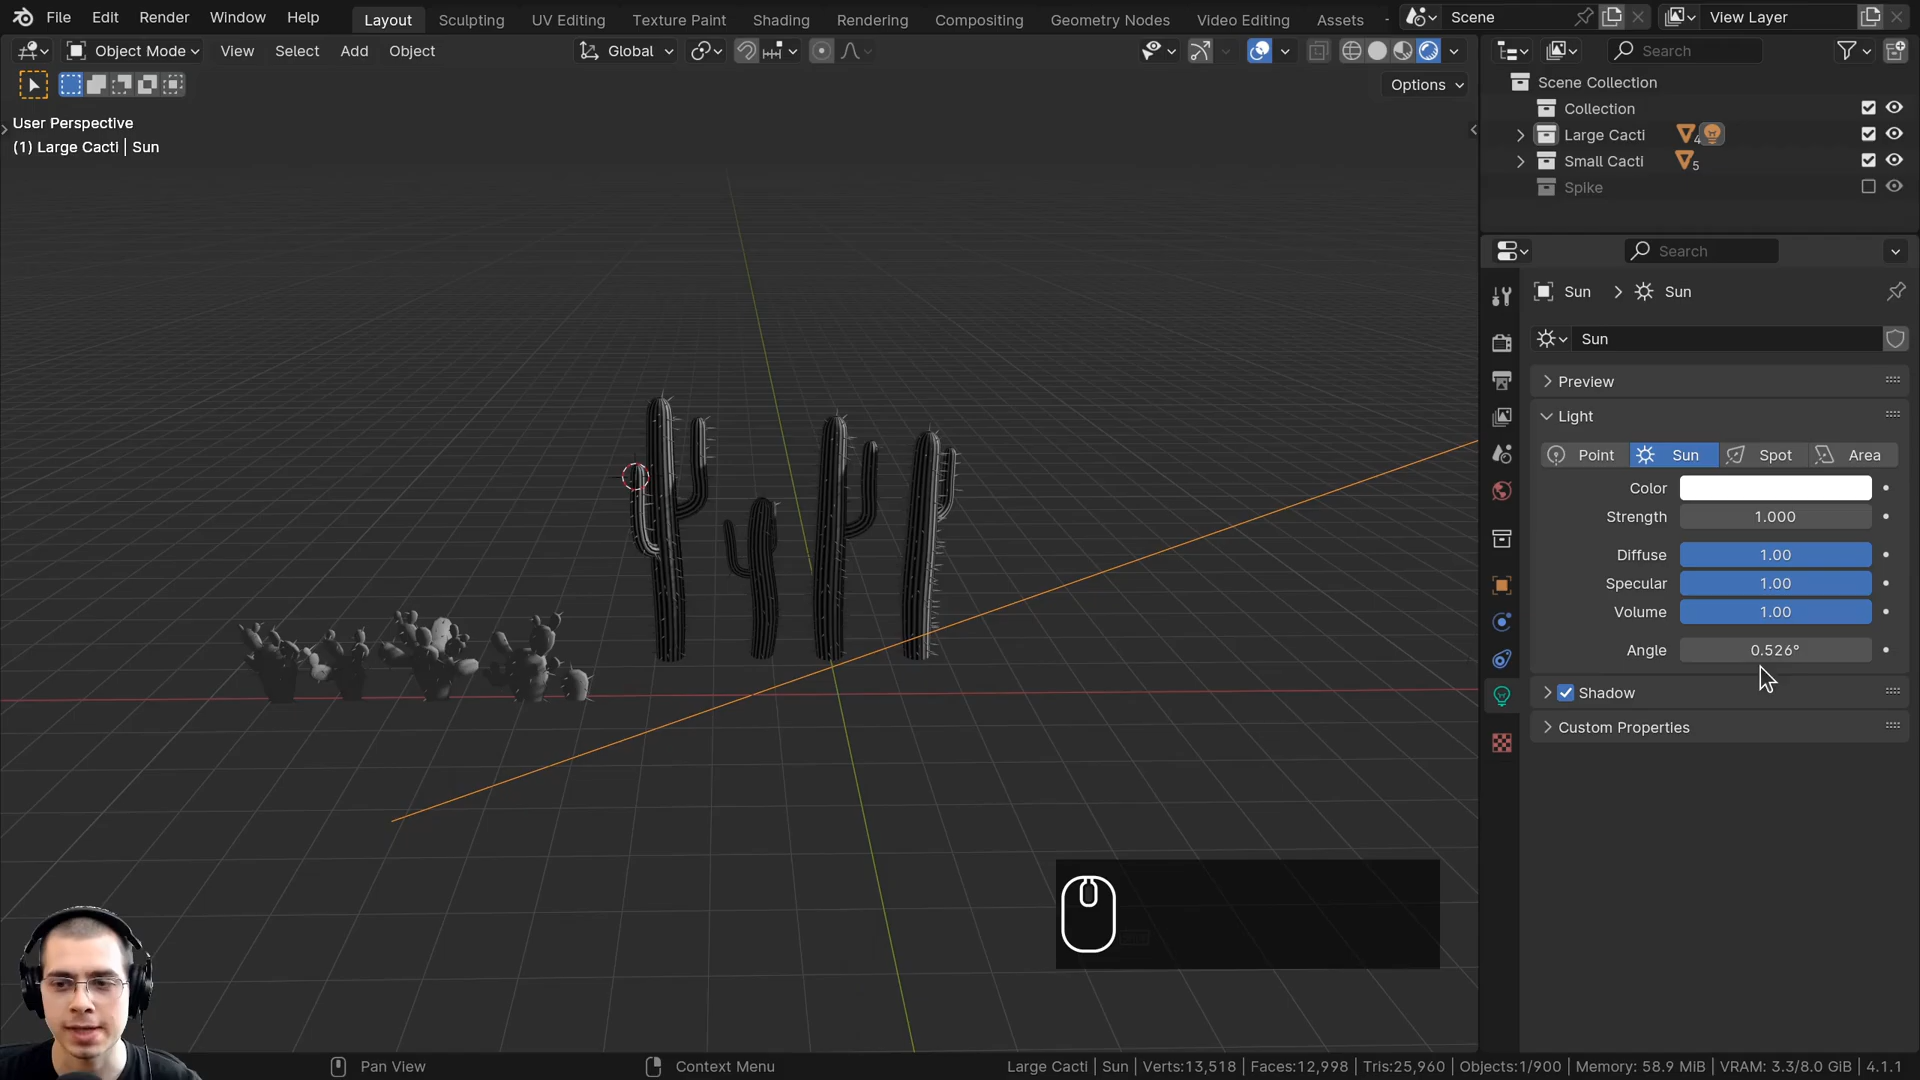 File Edit Render Window Help Layout Sculpting UV Editing Texture Paint Shading Rendering Compositing Geometry Nodes Video Editing Assets Scene View Layer
Object Mode View Select Add Object Global Search
Options
User Perspective
(1) Large Cacti | Sun
Scene Collection
Collection
Large Cacti 4
Small Cacti 5
Spike
Search
Sun > Sun
Sun
Preview
Light
Point Sun Spot Area
Color
Strength 1.000
Diffuse 1.00
Specular 1.00
Volume 1.00
Angle 0.526°
Shadow
Custom Properties
Pan View Context Menu Large Cacti | Sun | Verts:13,518 | Faces:12,998 | Tris:25,960 | Objects:1/900 | Memory: 58.9 MiB | VRAM: 3.3/8.0 GiB | 4.1.1